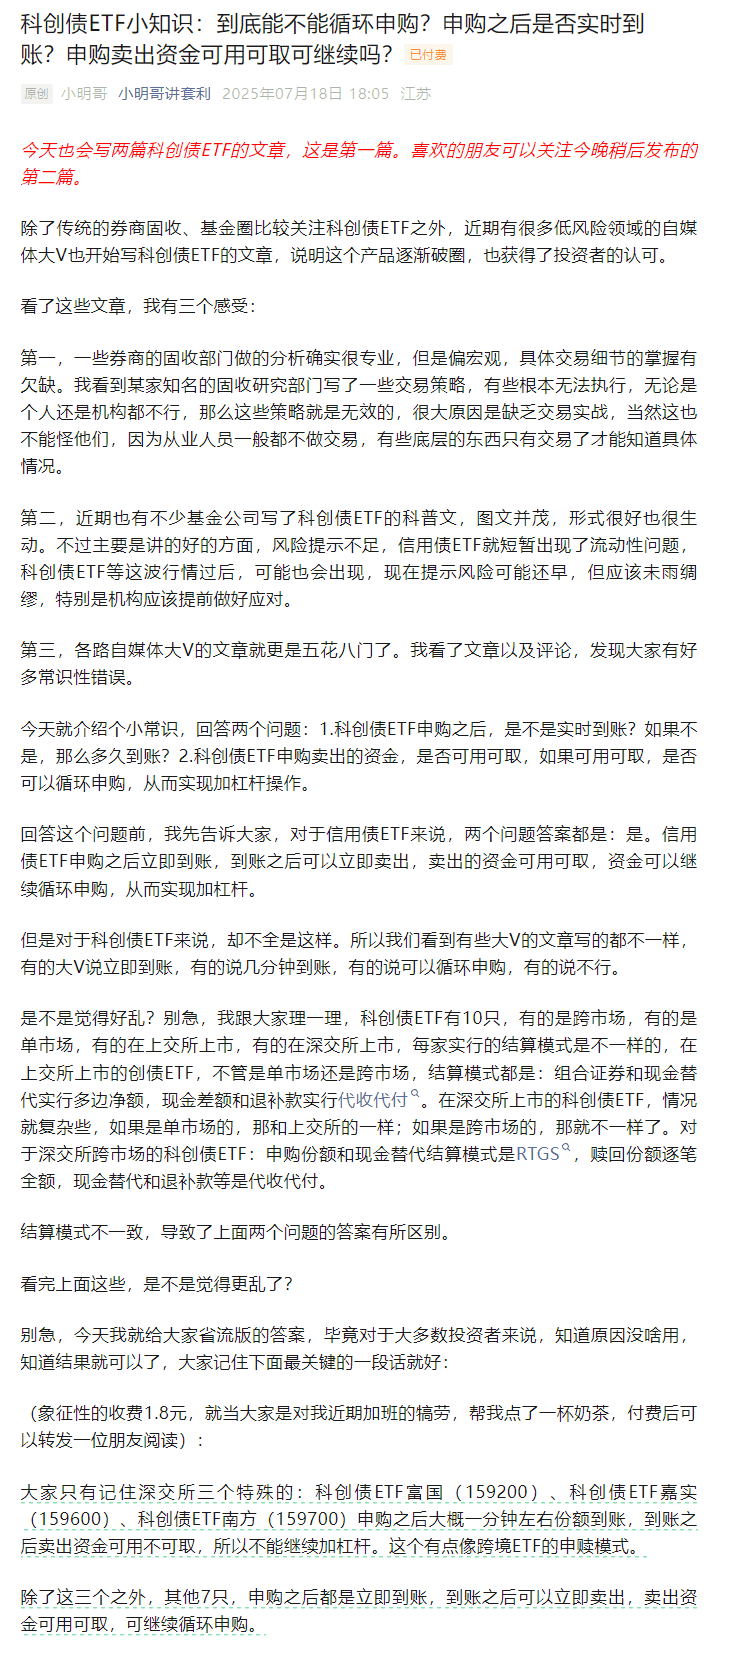 科创债ETF小知识：到底能不能循环申购？申购之后是否实时到
账？申购卖出资金可用可取可继续吗？ 已付费
原创 小明哥 小明哥讲套利 2025年07月18日 18:05 江苏
今天也会写两篇科创债ETF的文章，这是第一篇。喜欢的朋友可以关注今晚稍后发布的
第二篇。
除了传统的券商固收、基金圈比较关注科创债ETF之外，近期有很多低风险领域的自媒
体大V也开始写科创债ETF的文章，说明这个产品逐渐破圈，也获得了投资者的认可。
看了这些文章，我有三个感受：
第一，一些券商的固收部门做的分析确实很专业，但是偏宏观，具体交易细节的掌握有
欠缺。我看到某家知名的固收研究部门写了一些交易策略，有些根本无法执行，无论是
个人还是机构都不行，那么这些策略就是无效的，很大原因是缺乏交易实战，当然这也
不能怪他们，因为从业人员一般都不做交易，有些底层的东西只有交易了才能知道具体
情况。
第二，近期也有不少基金公司写了科创债ETF的科普文，图文并茂，形式很好也很生
动。不过主要是讲的好的方面，风险提示不足，信用债ETF就短暂出现了流动性问题，
科创债ETF等这波行情过后，可能也会出现，现在提示风险可能还早，但应该未雨绸
缪，特别是机构应该提前做好应对。
第三，各路自媒体大V的文章就更是五花八门了。我看了文章以及评论，发现大家有好
多常识性错误。
今天就介绍个小常识，回答两个问题：1.科创债ETF申购之后，是不是实时到账？如果不
是，那么多久到账？2.科创债ETF申购卖出的资金，是否可用可取，如果可用可取，是否
可以循环申购，从而实现加杠杆操作。
回答这个问题前，我先告诉大家，对于信用债ETF来说，两个问题答案都是：是。信用
债ETF申购之后立即到账，到账之后可以立即卖出，卖出的资金可用可取，资金可以继
续循环申购，从而实现加杠杆。
但是对于科创债ETF来说，却不全是这样。所以我们看到有些大V的文章写的都不一样，
有的大V说立即到账，有的说几分钟到账，有的说可以循环申购，有的说不行。
是不是觉得好乱？别急，我跟大家理一理，科创债ETF有10只，有的是跨市场，有的是
单市场，有的在上交所上市，有的在深交所上市，每家实行的结算模式是不一样的，在
上交所上市的创债ETF，不管是单市场还是跨市场，结算模式都是：组合证券和现金替
代实行多边净额，现金差额和退补款实行代收代付。在深交所上市的科创债ETF，情况
就复杂些，如果是单市场的，那和上交所的一样；如果是跨市场的，那就不一样了。对
于深交所跨市场的科创债ETF：申购份额和现金替代结算模式是RTGS，赎回份额逐笔
全额，现金替代和退补款等是代收代付。
结算模式不一致，导致了上面两个问题的答案有所区别。
看完上面这些，是不是觉得更乱了？
别急，今天我就给大家省流版的答案，毕竟对于大多数投资者来说，知道原因没啥用，
知道结果就可以了，大家记住下面最关键的一段话就好：
（象征性的收费1.8元，就当大家是对我近期加班的犒劳，帮我点了一杯奶茶，付费后可
以转发一位朋友阅读）：
大家只有记住深交所三个特殊的：科创债ETF富国（159200）、科创债ETF嘉实
（159600）、科创债ETF南方（159700）申购之后大概一分钟左右份额到账，到账之
后卖出资金可用不可取，所以不能继续加杠杆。这个有点像跨境ETF的申赎模式。
除了这三个之外，其他7只，申购之后都是立即到账，到账之后可以立即卖出，卖出资
金可用可取，可继续循环申购。